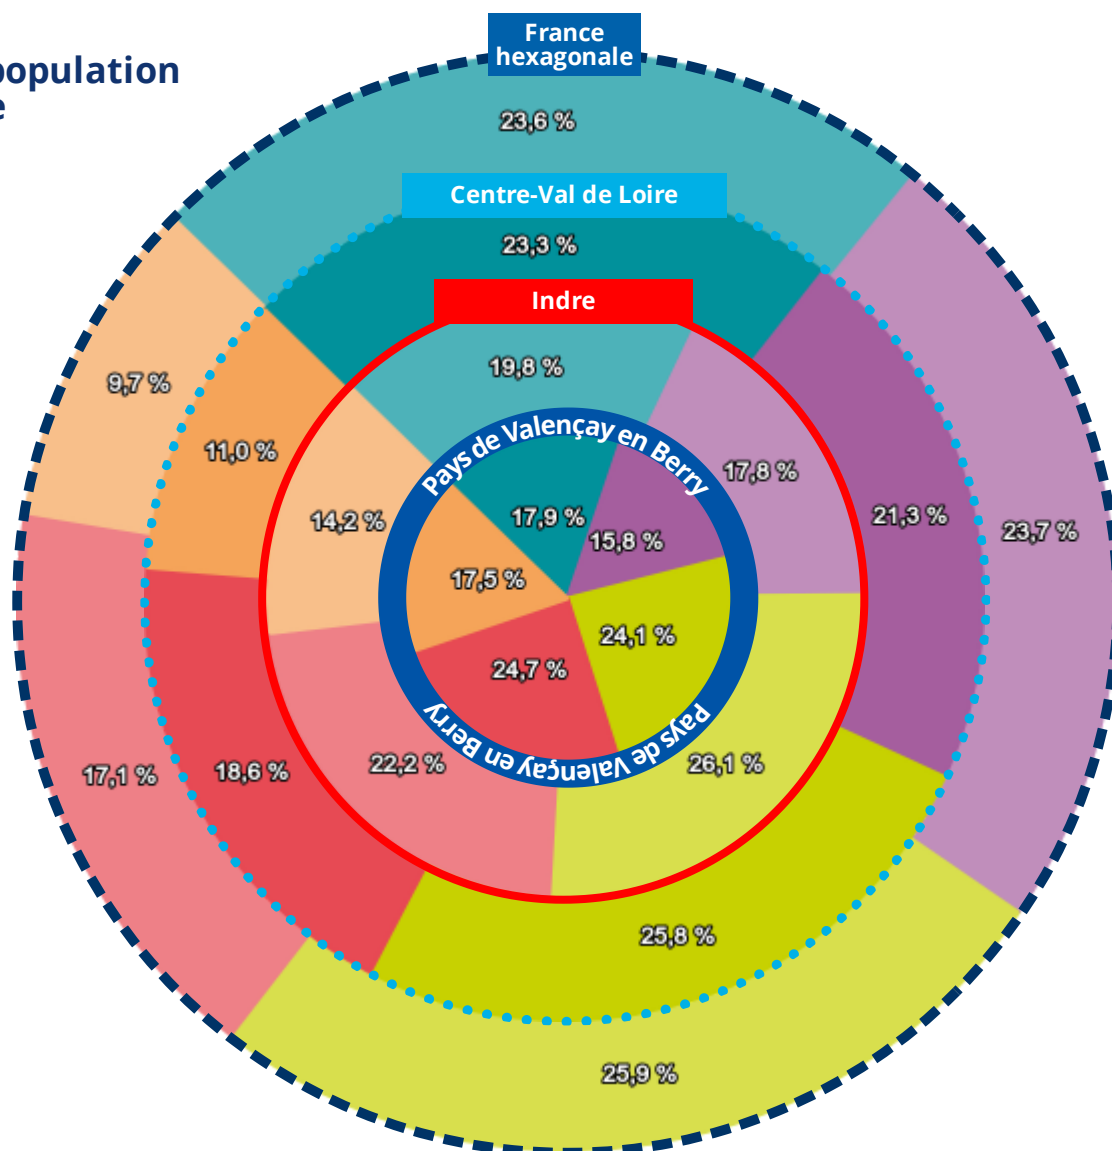 population
e
France
hexagonale
23,6 %
Centre-Val de Loire
23,3 %
Indre
19,8 %
9,7 %
11,0 %
14,2 %
Pays de Valençay en Berry
17,8 %
21,3 %
23,7 %
17,9 %
15,8 %
17,5 %
24,1 %
24,7 %
Pays de Valençay en Berry
22,2 %
26,1 %
17,1 %
18,6 %
25,8 %
25,9 %